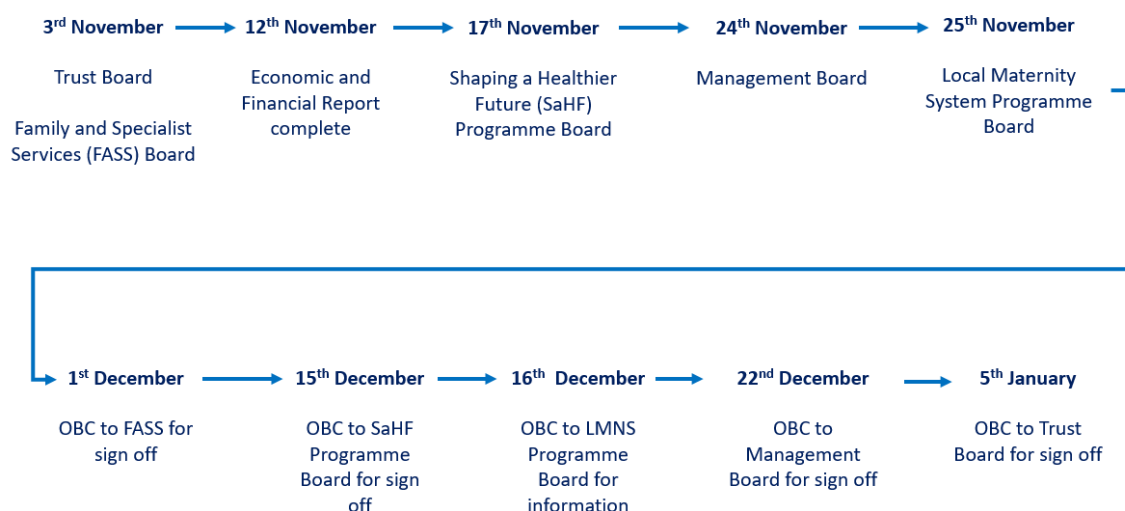 3rd November
Trust Board
Family and Specialist
Services (FASS) Board
12th November
Economic and
Financial Report
complete
17th November
Shaping a Healthier
Future (SaHF)
Programme Board
24th November
Management Board
25th November
Local Maternity
System Programme
Board
1st December
OBC to FASS for
sign off
15th December
OBC to SaHF
Programme
Board for sign
off
16th December
OBC to LMNS
Programme
Board for
information
22nd December
OBC to
Management
Board for sign off
5th January
OBC to Trust
Board for sign off